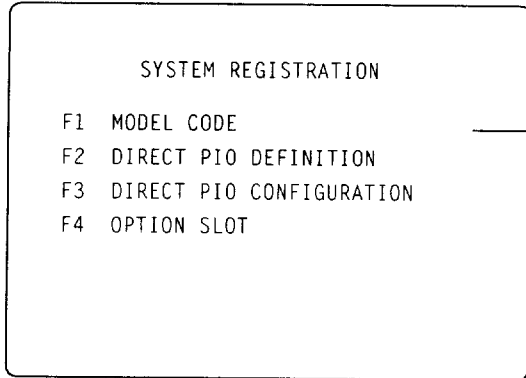 SYSTEM REGISTRATION
F1 MODEL CODE
F2 DIRECT PIO DEFINITION
F3 DIRECT PIO CONFIGURATION
F4 OPTION SLOT